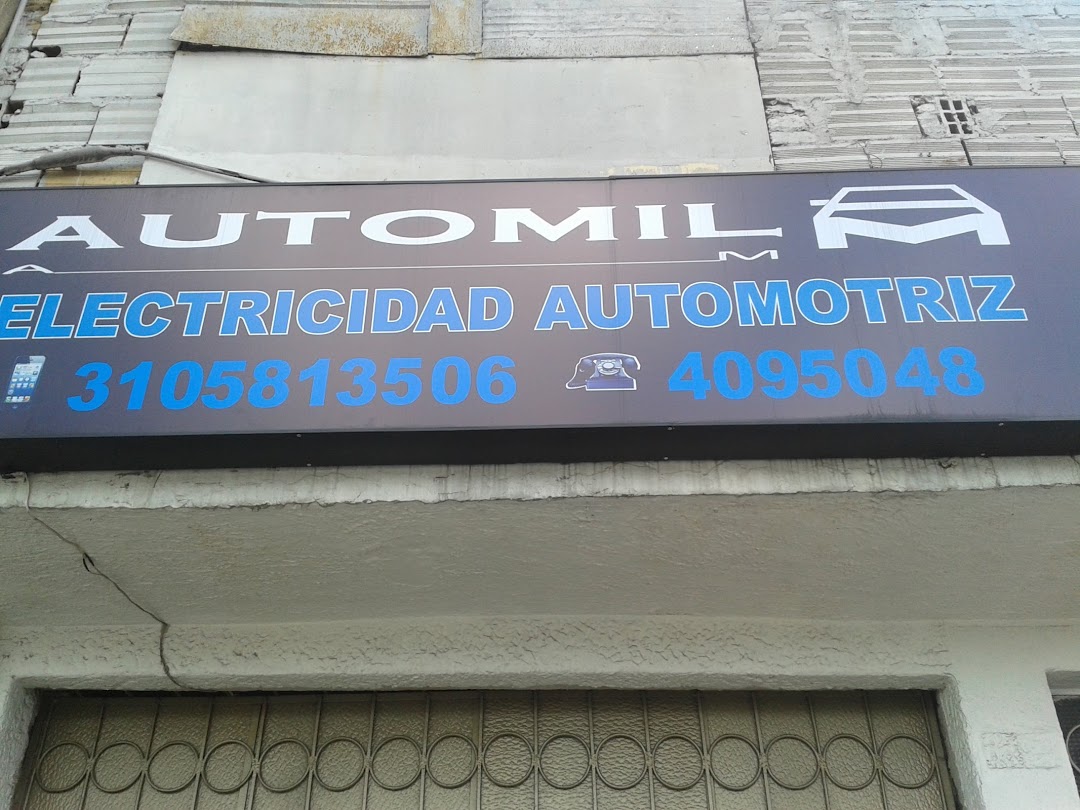 AUTOMIL
A M
ELECTRICIDAD AUTOMOTRIZ
3105813506 4095048